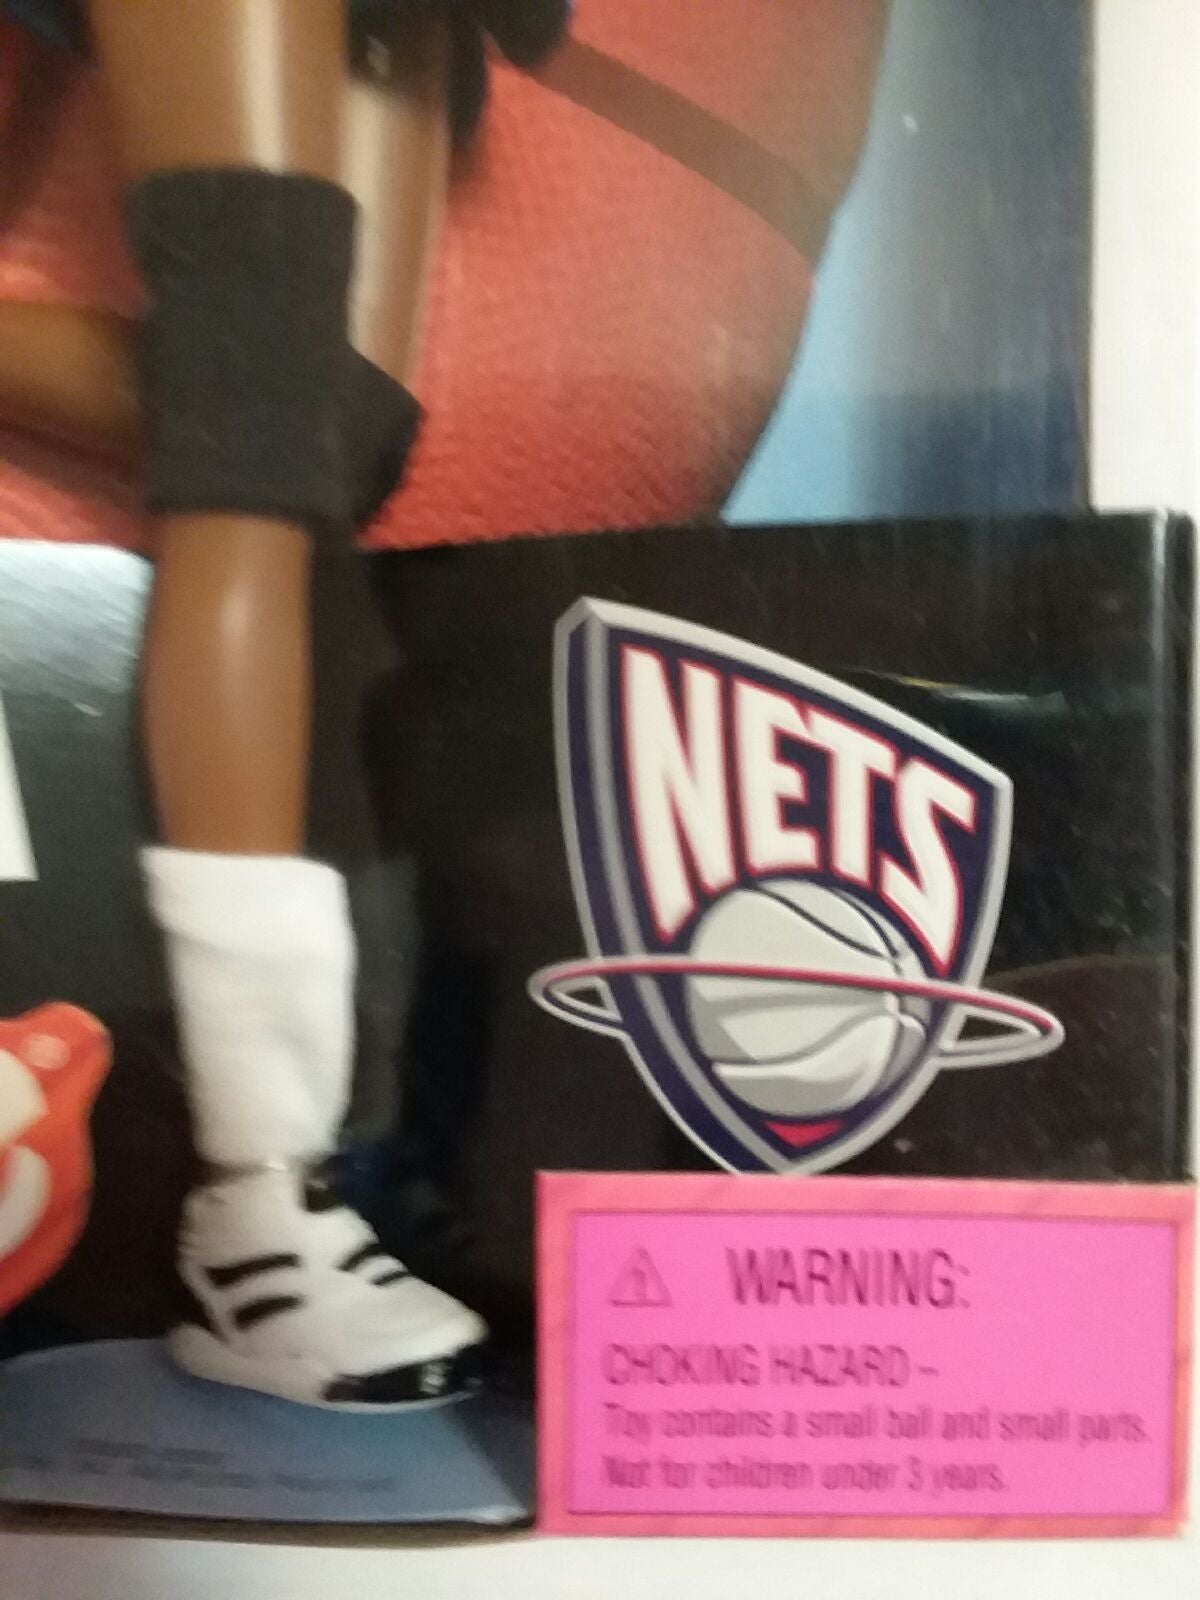 NETS
WARNING:
CHOKING HAZARD –
Toy contains a small ball and small parts.
Not for children under 3 years.